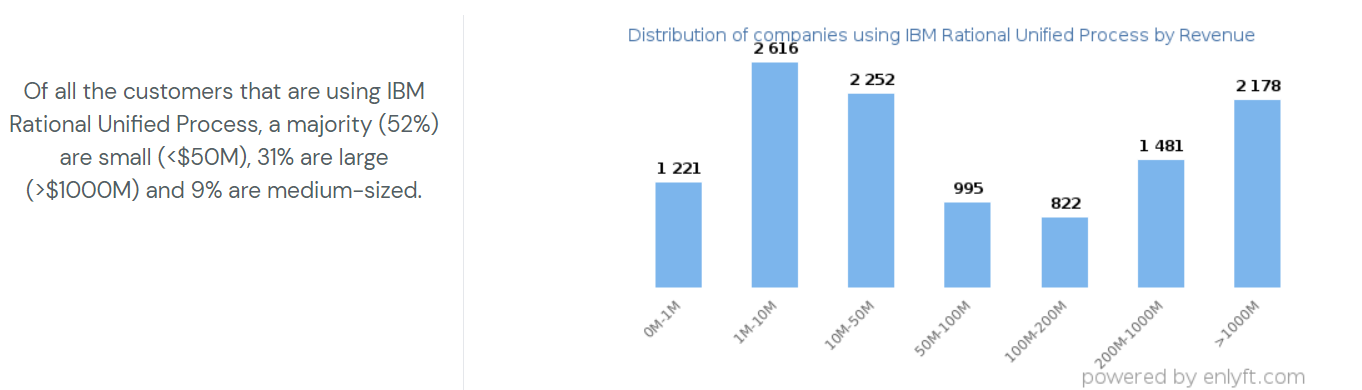 Of all the customers that are using IBM
Rational Unified Process, a majority (52%)
are small (<$50M), 31% are large
(>$1000M) and 9% are medium-sized.
Distribution of companies using IBM Rational Unified Process by Revenue
2 616
2 252
2 178
1 481
1 221
995
822
0M-1M
1M-10M
10M-50M
50M-100M
100M-200M
200M-1000M
>1000M
powered by enlyft.com